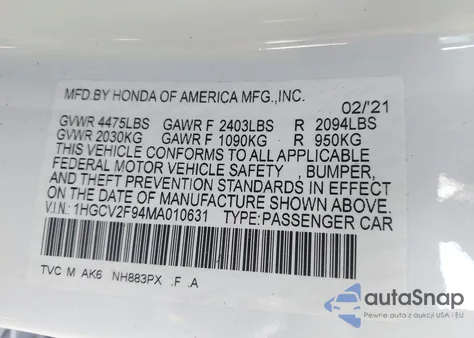 MFD.BY HONDA OF AMERICA MFG.,INC.
02/'21
GVWR 4475LBS GAWR F 2403LBS R 2094LBS
GVWR 2030KG GAWR F 1090KG R 950KG
THIS VEHICLE CONFORMS TO ALL APPLICABLE
FEDERAL MOTOR VEHICLE SAFETY , BUMPER,
AND THEFT PREVENTION STANDARDS IN EFFECT
ON THE DATE OF MANUFACTURE SHOWN ABOVE.
V.I.N.: 1HGCV2F94MA010631 TYPE:PASSENGER CAR
TVC M AK6 NH883PX .F .A
autoSnap
Pewne auta z aukcji USA i EU